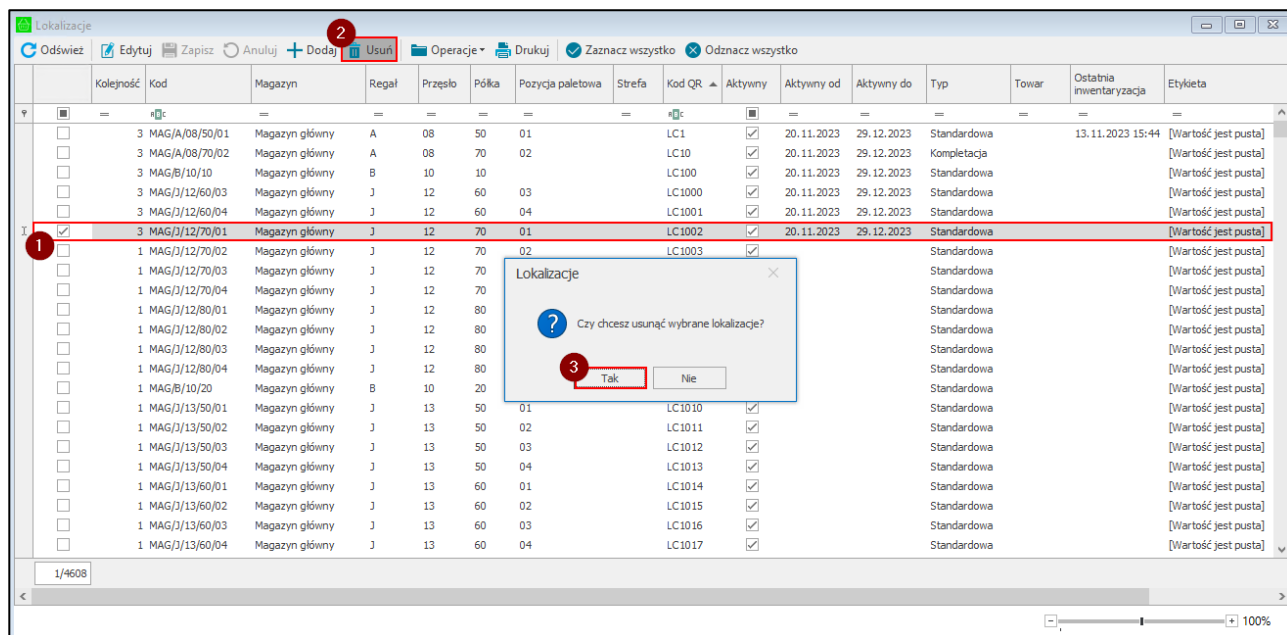 Lokalizacje
2
Odśwież Edytuj Zapisz Anuluj Dodaj Usuń Operacje Drukuj Zaznacz wszystko Odznacz wszystko
Kolejność Kod Magazyn Regał Przęsło Półka Pozycja paletowa Strefa Kod QR Aktywny Aktywny od Aktywny do Typ Towar Ostatnia inwentaryzacja Etykieta
= = = = = = = = = = = = =
3 MAG/A/08/50/01 Magazyn główny A 08 50 01 LC1 20.11.2023 29.12.2023 Standardowa 13.11.2023 15:44 [Wartość jest pusta]
3 MAG/A/08/70/02 Magazyn główny A 08 70 02 LC10 20.11.2023 29.12.2023 Kompletacja [Wartość jest pusta]
3 MAG/B/10/10 Magazyn główny B 10 10 LC100 20.11.2023 29.12.2023 Standardowa [Wartość jest pusta]
3 MAG/J/12/60/03 Magazyn główny J 12 60 03 LC1000 20.11.2023 29.12.2023 Standardowa [Wartość jest pusta]
3 MAG/J/12/60/04 Magazyn główny J 12 60 04 LC1001 20.11.2023 29.12.2023 Standardowa [Wartość jest pusta]
3 MAG/J/12/70/01 Magazyn główny J 12 70 01 LC1002 20.11.2023 29.12.2023 Standardowa [Wartość jest pusta]
1
1 MAG/J/12/70/02 Magazyn główny J 12 70 02 LC1003 Standardowa [Wartość jest pusta]
1 MAG/J/12/70/03 Magazyn główny J 12 70 Standardowa [Wartość jest pusta]
1 MAG/J/12/70/04 Magazyn główny J 12 70 Standardowa [Wartość jest pusta]
1 MAG/J/12/80/01 Magazyn główny J 12 80 Standardowa [Wartość jest pusta]
1 MAG/J/12/80/02 Magazyn główny J 12 80 Standardowa [Wartość jest pusta]
1 MAG/J/12/80/03 Magazyn główny J 12 80 Standardowa [Wartość jest pusta]
1 MAG/J/12/80/04 Magazyn główny J 12 80 Standardowa [Wartość jest pusta]
1 MAG/B/10/20 Magazyn główny B 10 20 Standardowa [Wartość jest pusta]
1 MAG/J/13/50/01 Magazyn główny J 13 50 01 LC1010 Standardowa [Wartość jest pusta]
1 MAG/J/13/50/02 Magazyn główny J 13 50 02 LC1011 Standardowa [Wartość jest pusta]
1 MAG/J/13/50/03 Magazyn główny J 13 50 03 LC1012 Standardowa [Wartość jest pusta]
1 MAG/J/13/50/04 Magazyn główny J 13 50 04 LC1013 Standardowa [Wartość jest pusta]
1 MAG/J/13/60/01 Magazyn główny J 13 60 01 LC1014 Standardowa [Wartość jest pusta]
1 MAG/J/13/60/02 Magazyn główny J 13 60 02 LC1015 Standardowa [Wartość jest pusta]
1 MAG/J/13/60/03 Magazyn główny J 13 60 03 LC1016 Standardowa [Wartość jest pusta]
1 MAG/J/13/60/04 Magazyn główny J 13 60 04 LC1017 Standardowa [Wartość jest pusta]
Lokalizacje
Czy chcesz usunąć wybrane lokalizacje?
3
Tak Nie
1/4608
100%